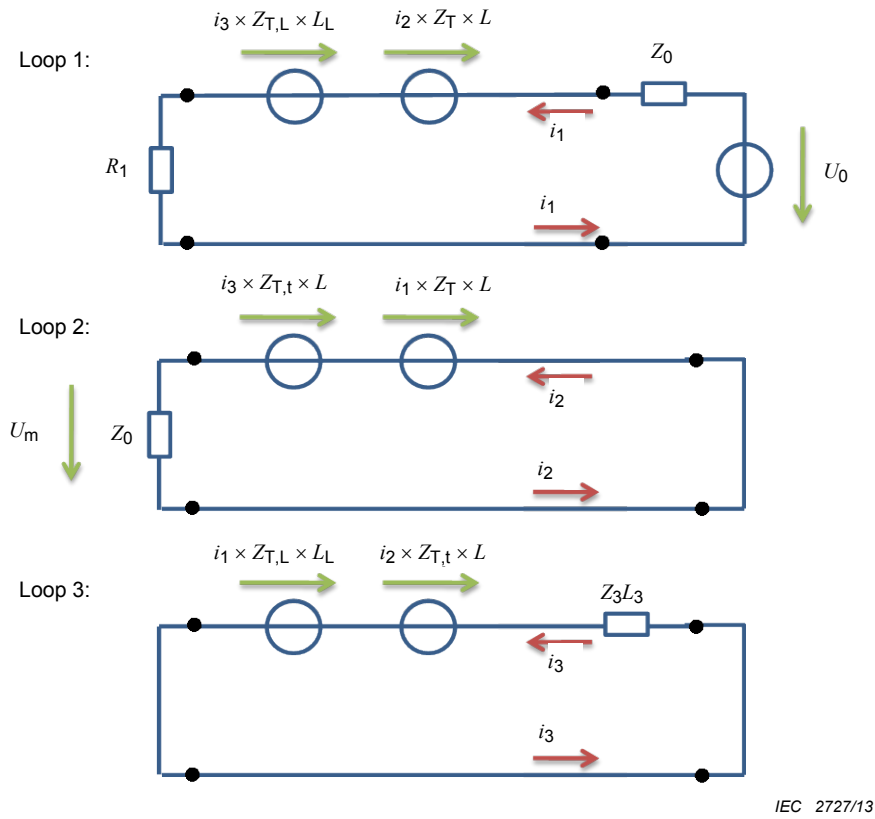 i3 × ZT,L × LL
i2 × ZT × L
Loop 1:
Z0
i1
R1
U0
i1
i3 × ZT,t × L
i1 × ZT × L
Loop 2:
i2
Um
Z0
i2
i1 × ZT,L × LL
i2 × ZT,t × L
Loop 3:
Z3L3
i3
i3
IEC 2727/13